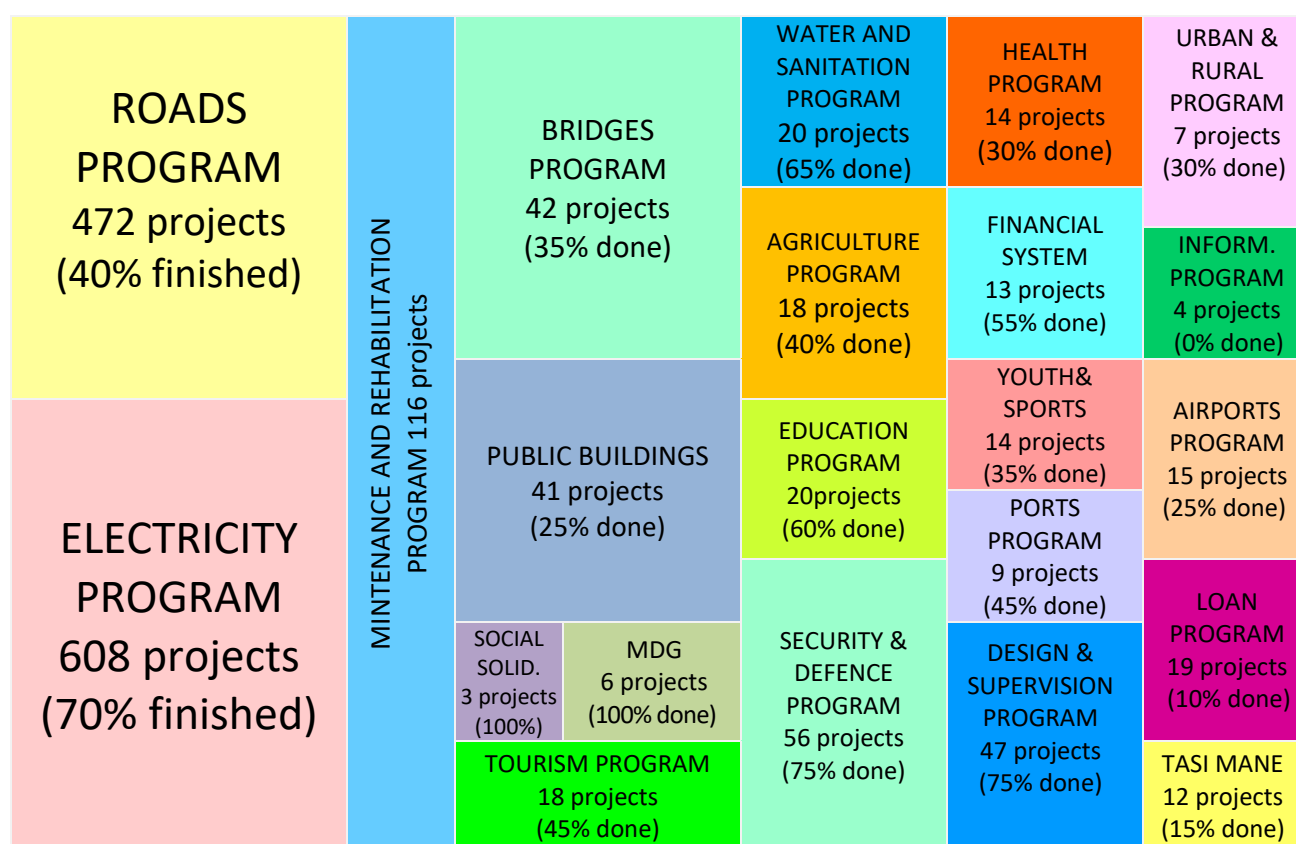 ROADS
PROGRAM
472 projects
(40% finished)
ELECTRICITY
PROGRAM
608 projects
(70% finished)
MINTENANCE AND REHABILITATION
PROGRAM 116 projects
BRIDGES
PROGRAM
42 projects
(35% done)
PUBLIC BUILDINGS
41 projects
(25% done)
SOCIAL
SOLID.
3 projects
(100%)
MDG
6 projects
(100% done)
TOURISM PROGRAM
18 projects
(45% done)
WATER AND
SANITATION
PROGRAM
20 projects
(65% done)
AGRICULTURE
PROGRAM
18 projects
(40% done)
EDUCATION
PROGRAM
20projects
(60% done)
SECURITY &
DEFENCE
PROGRAM
56 projects
(75% done)
HEALTH
PROGRAM
14 projects
(30% done)
FINANCIAL
SYSTEM
13 projects
(55% done)
YOUTH&
SPORTS
14 projects
(35% done)
PORTS
PROGRAM
9 projects
(45% done)
DESIGN &
SUPERVISION
PROGRAM
47 projects
(75% done)
URBAN &
RURAL
PROGRAM
7 projects
(30% done)
INFORM.
PROGRAM
4 projects
(0% done)
AIRPORTS
PROGRAM
15 projects
(25% done)
LOAN
PROGRAM
19 projects
(10% done)
TASI MANE
12 projects
(15% done)